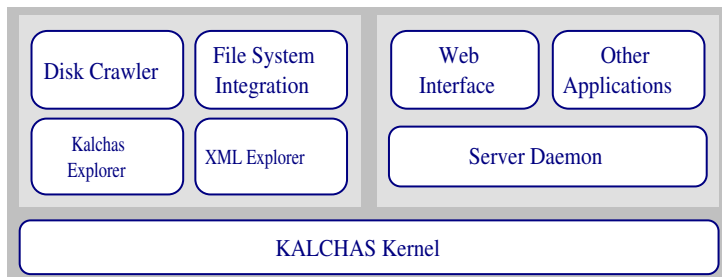 Disk Crawler
File System
Integration
Web
Interface
Other
Applications
Kalchas
Explorer
XML Explorer
Server Daemon
KALCHAS Kernel